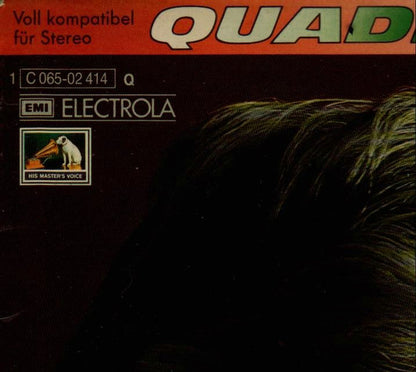 Voll kompatibel
für Stereo
QUAD
1 C 065-02 414 Q
EMI ELECTROLA
HIS MASTER'S VOICE